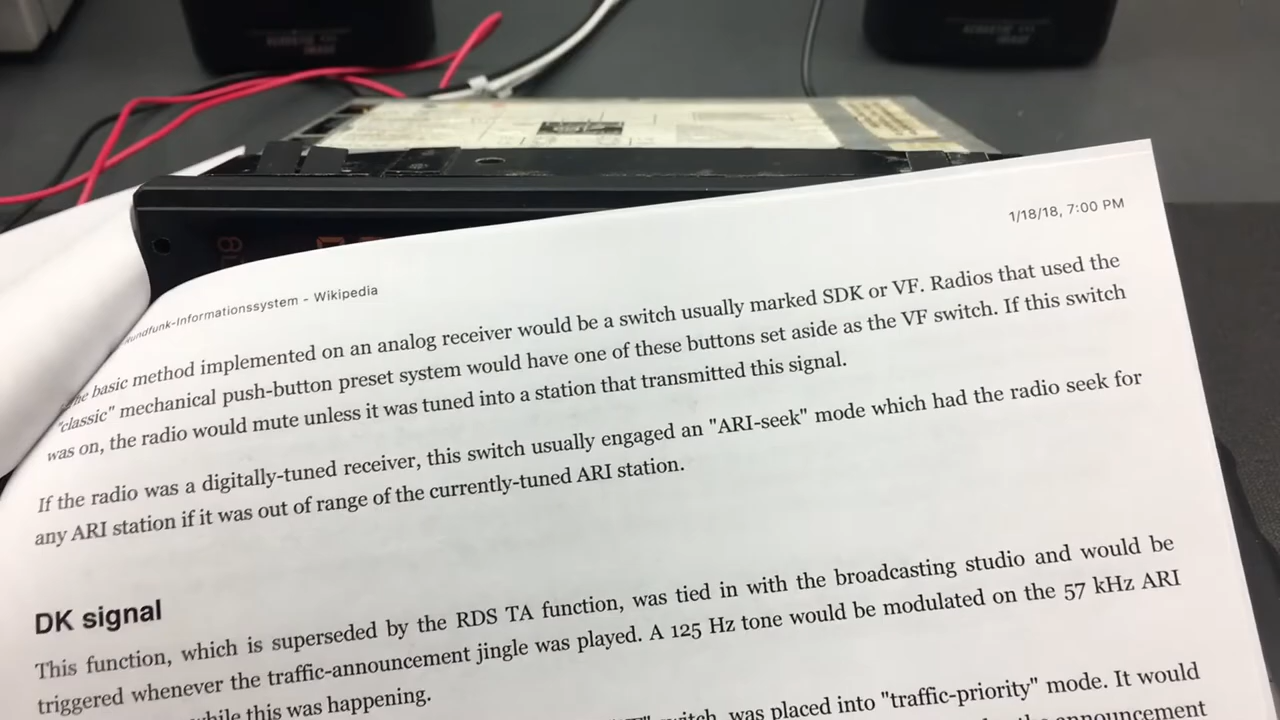 1/18/18, 7:00 PM
ndfunk-Informationssystem - Wikipedia
The basic method implemented on an analog receiver would be a switch usually marked SDK or VF. Radios that used the
"classic" mechanical push-button preset system would have one of these buttons set aside as the VF switch. If this switch
was on, the radio would mute unless it was tuned into a station that transmitted this signal.
If the radio was a digitally-tuned receiver, this switch usually engaged an "ARI-seek" mode which had the radio seek for
any ARI station if it was out of range of the currently-tuned ARI station.
DK signal
This function, which is superseded by the RDS TA function, was tied in with the broadcasting studio and would be
triggered whenever the traffic-announcement jingle was played. A 125 Hz tone would be modulated on the 57 kHz ARI
while this was happening.
was placed into "traffic-priority" mode. It would
announcement